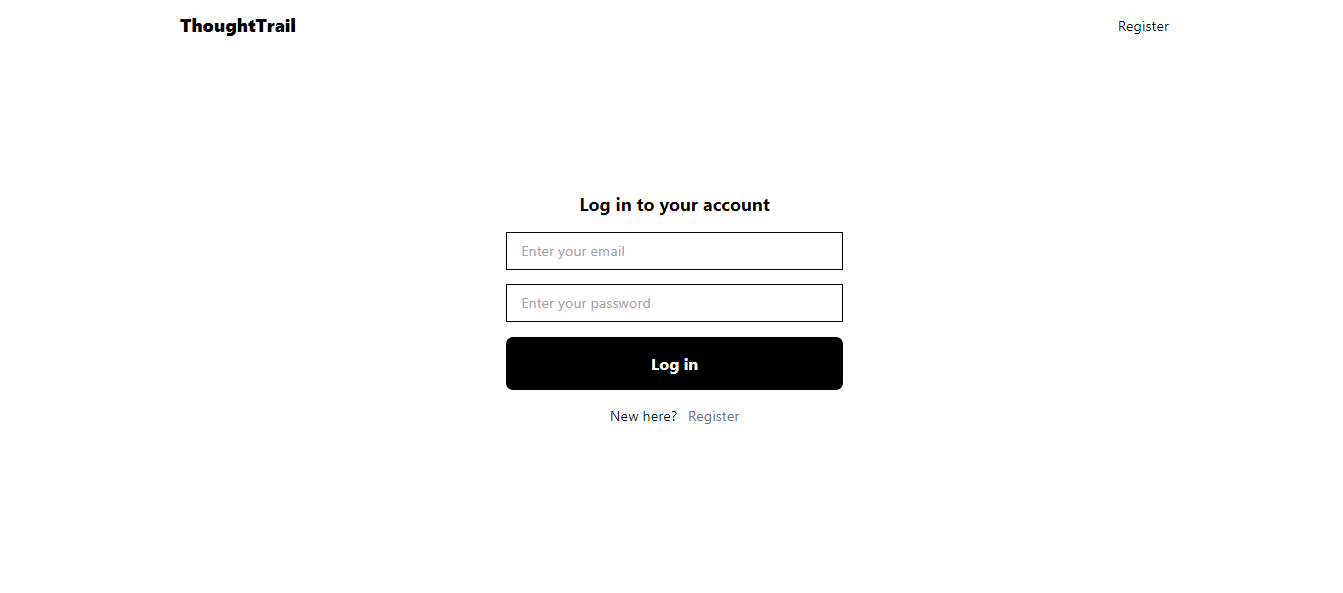 ThoughtTrail Register
Log in to your account
Enter your email
Enter your password
Log in
New here? Register